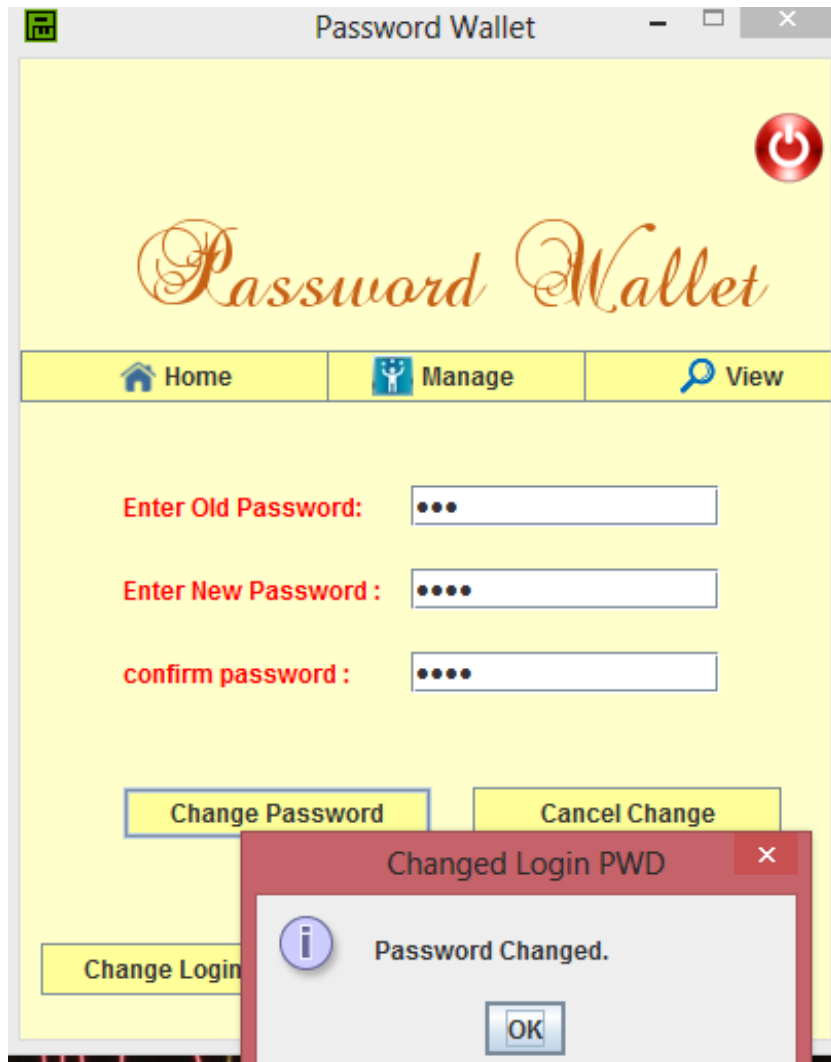 Password Wallet
Password Wallet
Home Manage View
Enter Old Password:
Enter New Password :
confirm password :
Change Password Cancel Change
Changed Login PWD
Password Changed.
Change Login
OK